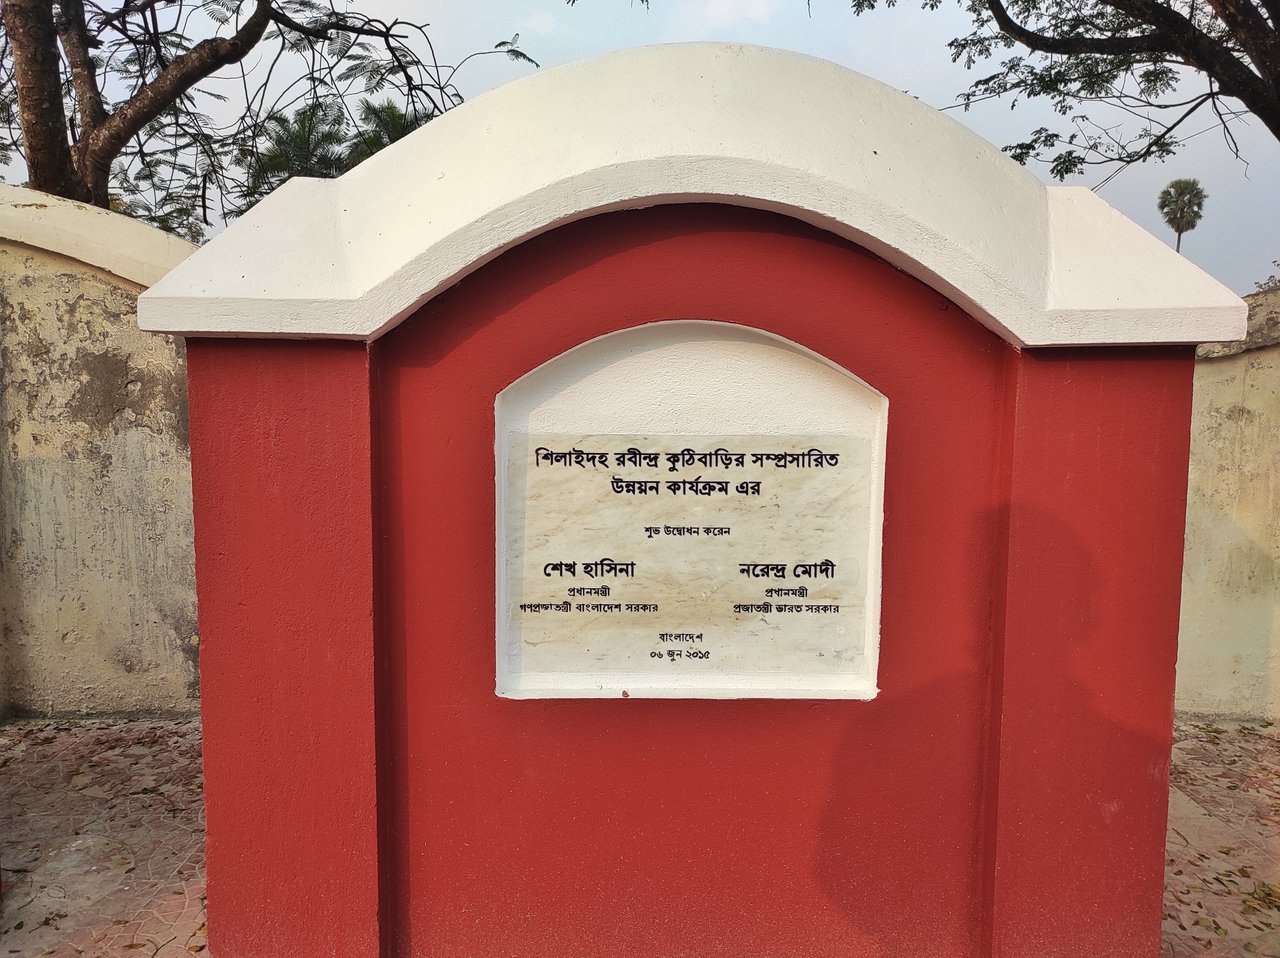 শিলাইদহ রবীন্দ্র কুঠিবাড়ির সম্প্রসারিত
উন্নয়ন কার্যক্রম এর
শুভ উদ্বোধন করেন
শেখ হাসিনা নরেন্দ্র মোদী
প্রধানমন্ত্রী প্রধানমন্ত্রী
গণপ্রজাতন্ত্রী বাংলাদেশ সরকার প্রজাতন্ত্রী ভারত সরকার
বাংলাদেশ
০৬ জুন ২০১৫